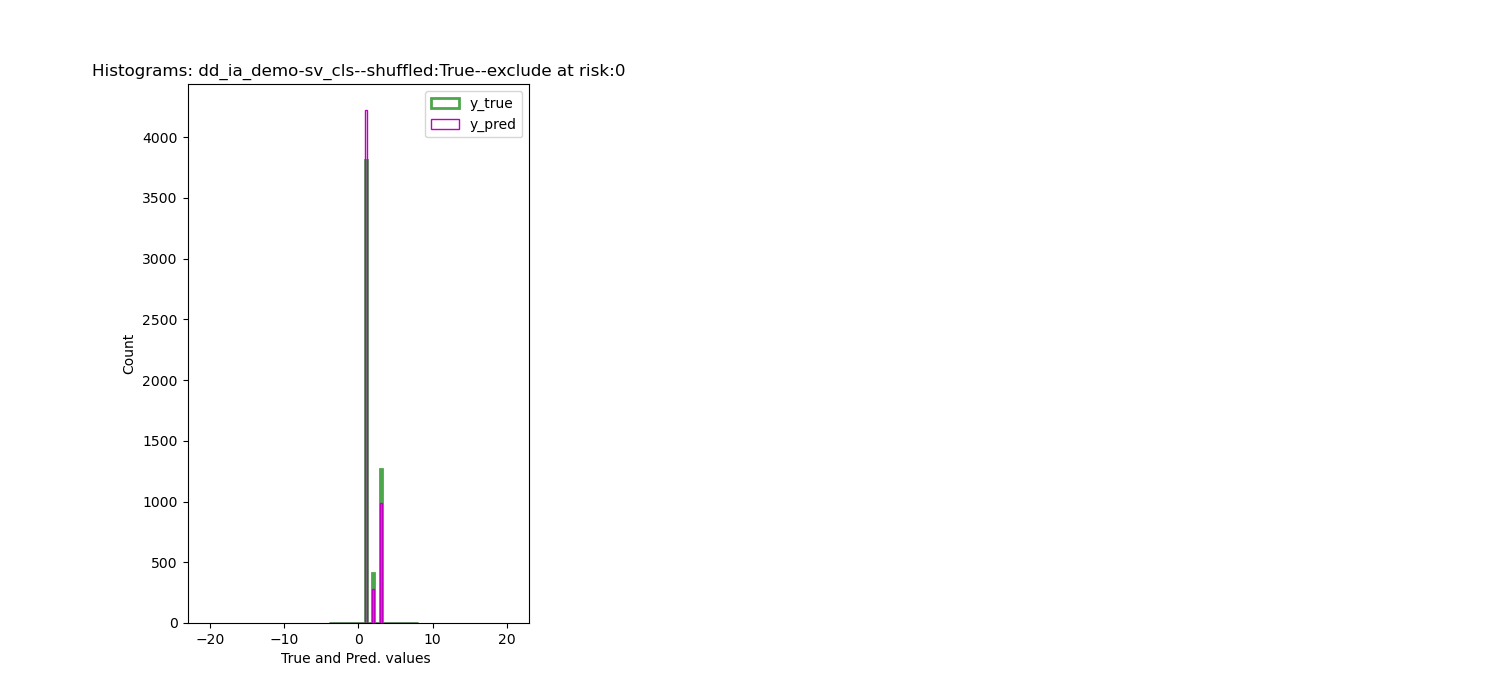 Histograms: dd_ia_demo-sv_cls--shuffled:True--exclude at risk:0
y_true
y_pred
4000
3500
3000
2500
2000
1500
1000
500
0
Count
−20 −10 0 10 20
True and Pred. values